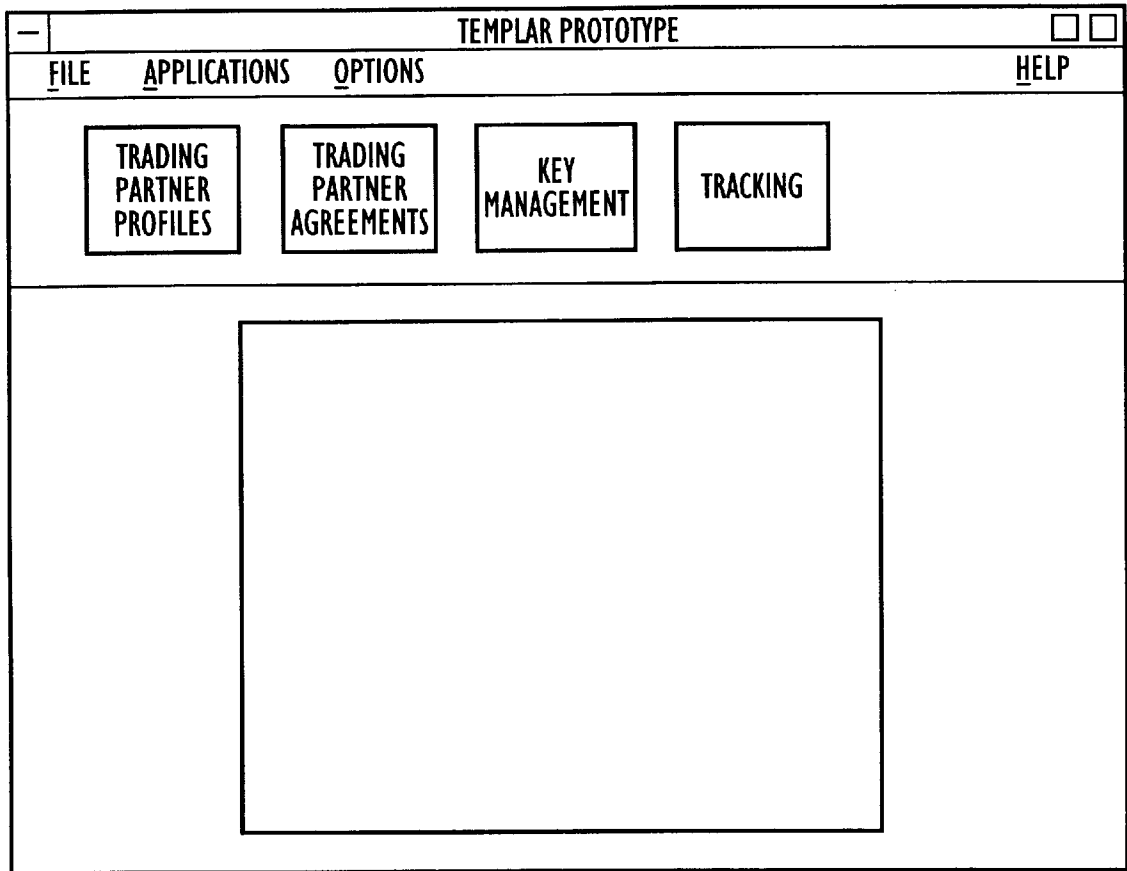 TEMPLAR PROTOTYPE
FILE APPLICATIONS OPTIONS HELP
TRADING
PARTNER
PROFILES
TRADING
PARTNER
AGREEMENTS
KEY
MANAGEMENT
TRACKING